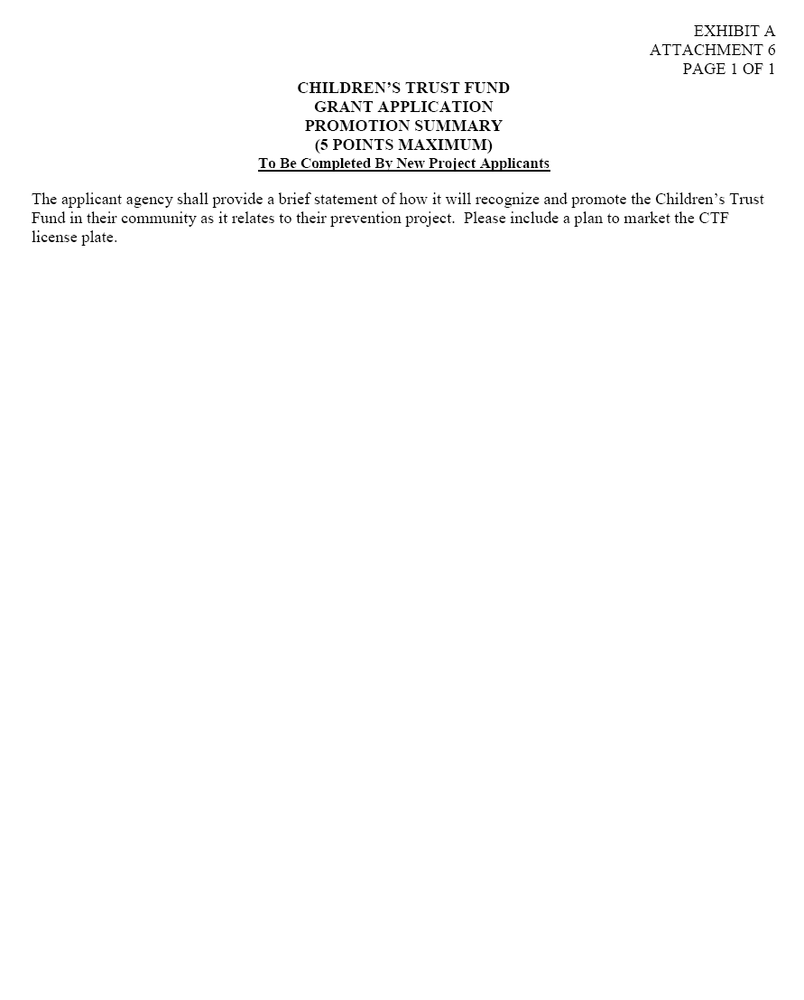 EXHIBIT A
ATTACHMENT 6
PAGE 1 OF 1
CHILDREN’S TRUST FUND
GRANT APPLICATION
PROMOTION SUMMARY
(5 POINTS MAXIMUM)
To Be Completed By New Project Applicants
The applicant agency shall provide a brief statement of how it will recognize and promote the Children’s Trust
Fund in their community as it relates to their prevention project.  Please include a plan to market the CTF
license plate.